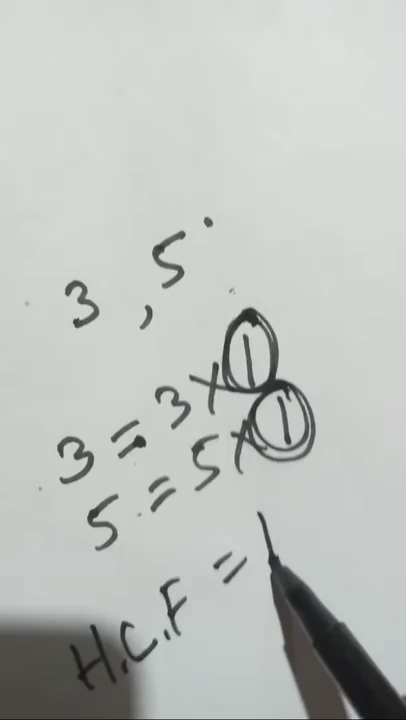 3 , 5
3 = 3 × 1
5 = 5 × 1
H.C.F = 1